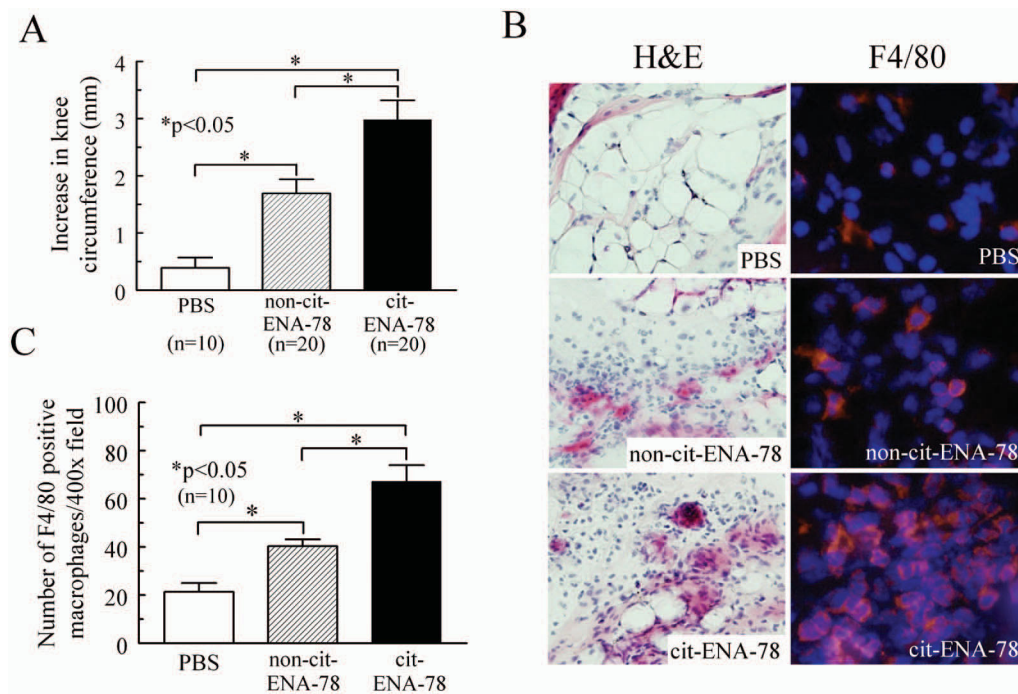 A
Increase in knee
circumference (mm)
4
3
2
1
0
*
*
*p<0.05
*
PBS
non-cit-
ENA-78
cit-
ENA-78
(n=10)
(n=20)
(n=20)
B
H&E
F4/80
PBS
PBS
non-cit-ENA-78
non-cit-ENA-78
cit-ENA-78
cit-ENA-78
C
Number of F4/80 positive
macrophages/400x field
100
80
60
40
20
0
*
*
*p<0.05
(n=10)
*
PBS
non-cit-
ENA-78
cit-
ENA-78